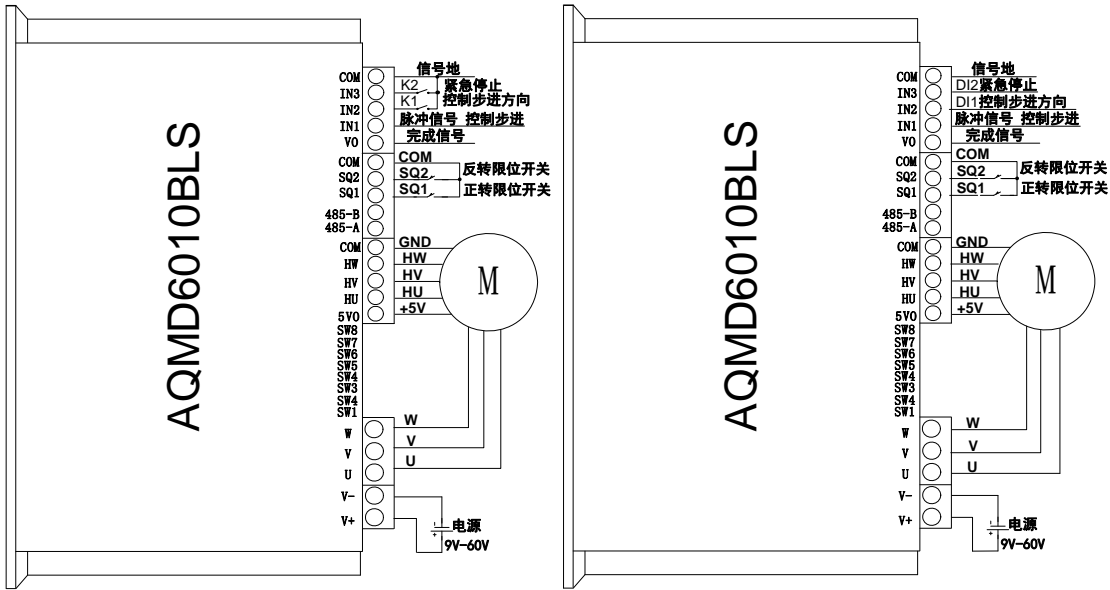 AQMD6010BLS
COM 信号地
IN3 K2 紧急停止
IN2 K1 控制步进方向
IN1 脉冲信号 控制步进
VO 完成信号
COM COM
SQ2 SQ2 反转限位开关
SQ1 SQ1 正转限位开关
485-B
485-A
COM GND
HW HW
HV HV
HU HU
5VO +5V
M
SW8
SW7
SW6
SW5
SW4
SW3
SW4
SW1
W W
V V
U U
V-
V+
电源
9V-60V
AQMD6010BLS
COM 信号地
IN3 DI2紧急停止
IN2 DI1控制步进方向
IN1 脉冲信号 控制步进
VO 完成信号
COM COM
SQ2 SQ2 反转限位开关
SQ1 SQ1 正转限位开关
485-B
485-A
COM GND
HW HW
HV HV
HU HU
5VO +5V
M
SW8
SW7
SW6
SW5
SW4
SW3
SW4
SW1
W W
V V
U U
V-
V+
电源
9V-60V